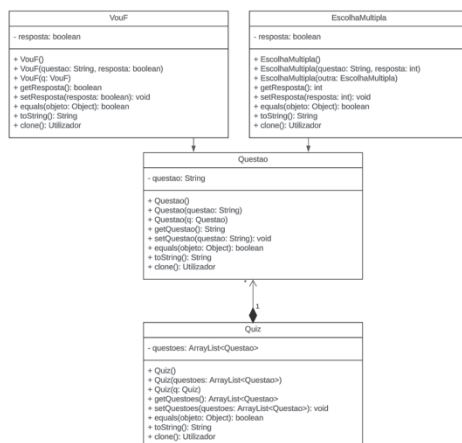 VouF
- resposta: boolean
+ VouF()
+ VouF(questao: String, resposta: boolean)
+ VouF(q: VouF)
+ getResposta(): boolean
+ setResposta(resposta: boolean): void
+ equals(objeto: Object): boolean
+ toString(): String
+ clone(): Utilizador
EscolhaMultipla
- resposta: boolean
+ EscolhaMultipla()
+ EscolhaMultipla(questao: String, resposta: int)
+ EscolhaMultipla(outra: EscolhaMultipla)
+ getResposta(): int
+ setResposta(resposta: int): void
+ equals(objeto: Object): boolean
+ toString(): String
+ clone(): Utilizador
Questao
- questao: String
+ Questao()
+ Questao(questao: String)
+ Questao(q: Questao)
+ getQuestao(): String
+ setQuestao(questao: String): void
+ equals(objeto: Object): boolean
+ toString(): String
+ clone(): Utilizador
*
1
Quiz
- questoes: ArrayList<Questao>
+ Quiz()
+ Quiz(questoes: ArrayList<Questao>)
+ Quiz(q: Quiz)
+ getQuestoes(): ArrayList<Questao>
+ setQuestoes(questoes: ArrayList<Questao>): void
+ equals(objeto: Object): boolean
+ toString(): String
+ clone(): Utilizador